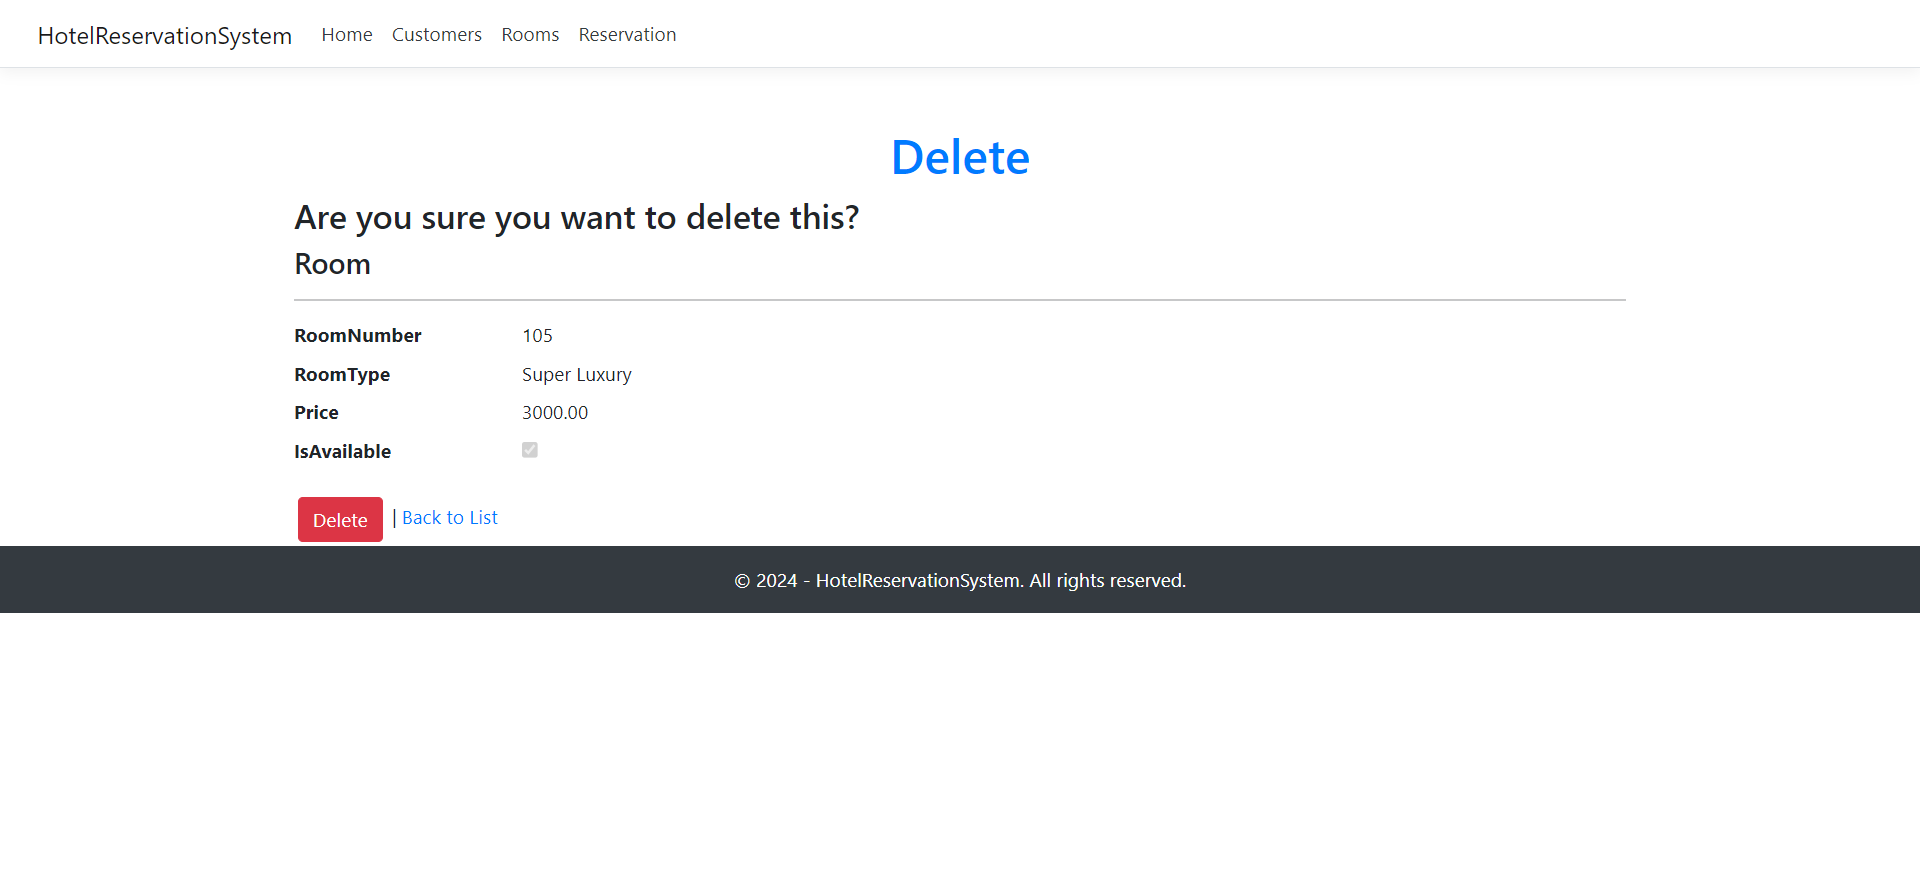 HotelReservationSystem Home Customers Rooms Reservation
Delete
Are you sure you want to delete this?
Room
RoomNumber 105
RoomType Super Luxury
Price 3000.00
IsAvailable
Delete | Back to List
© 2024 - HotelReservationSystem. All rights reserved.